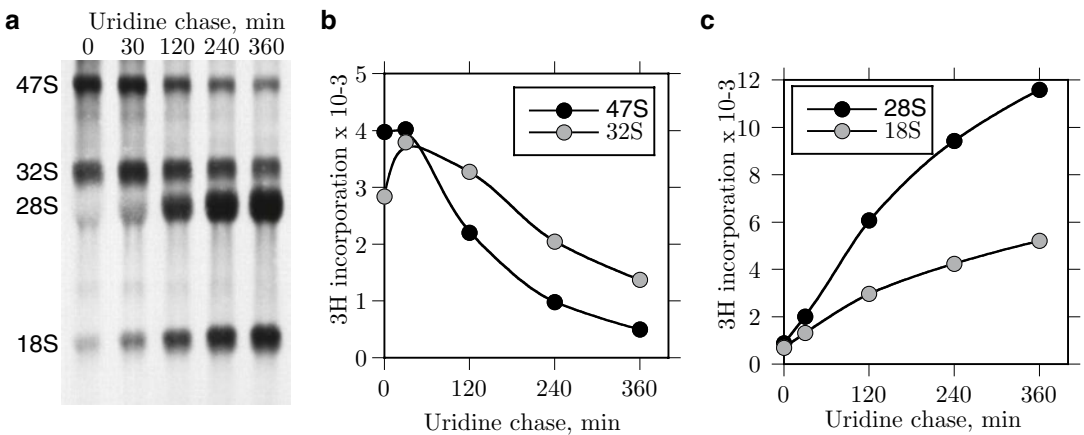 a
Uridine chase, min
0 30 120 240 360
47S
32S
28S
18S
b
3H incorporation x 10-3
5
4
3
2
1
0
47S
32S
0 120 240 360
Uridine chase, min
c
3H incorporation x 10-3
12
10
8
6
4
2
0
28S
18S
0 120 240 360
Uridine chase, min